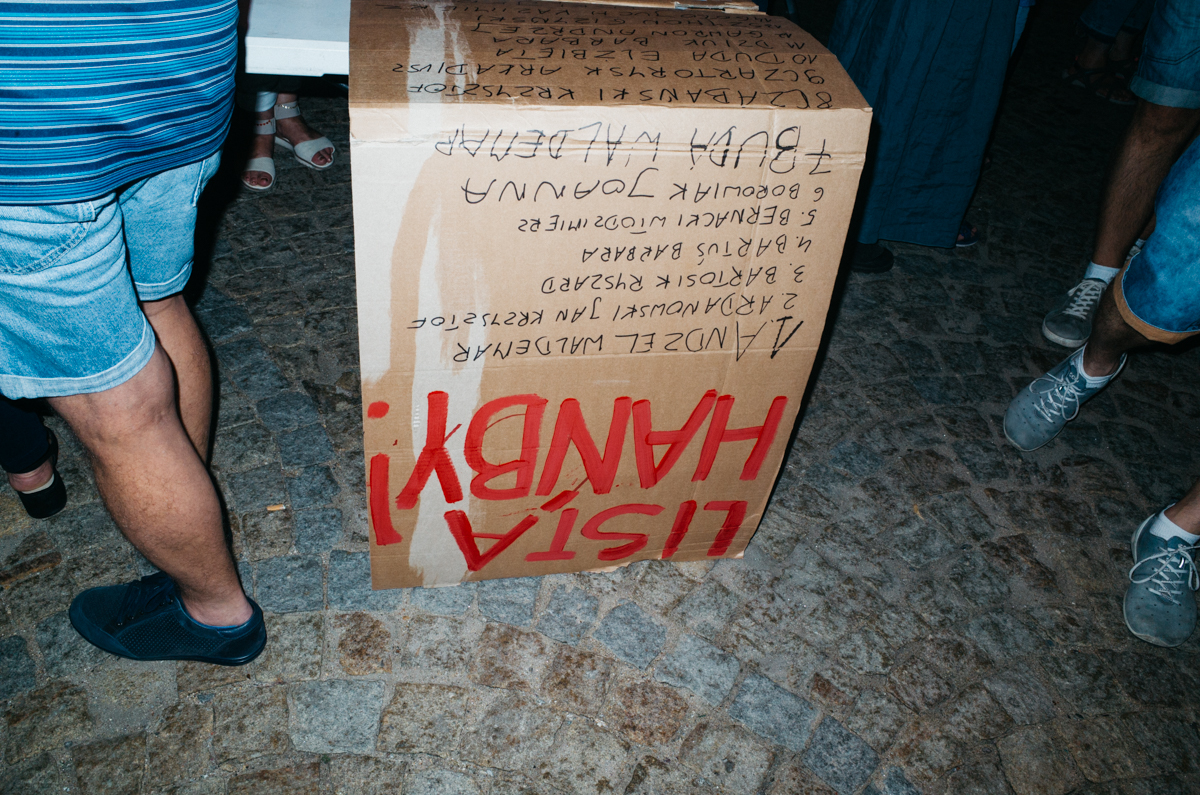 LISTA
HAŃBY!
1. ANDZEL WALDEMAR
2. ARDANOWSKI JAN KRZYSZTOF
3. BARTOSIK RYSZARD
4. BARTUŚ BARBARA
5. BERNACKI WŁODZIMIERZ
6 BOROWIAK JOANNA
7 BUDA WALDEMAR
8 CZABAŃSKI KRZYSZTOF
9 CZARTORYSK ARKADIUSZ
10 DUDA ELŻBIETA
11 DZIUK BARBARA
12 GAWRON ANDRZEJ